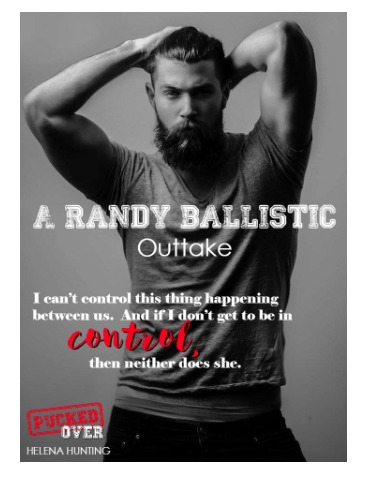 A RANDY BALLISTIC
Outtake
I can't control this thing happening
between us.  And if I don't get to be in
control,
then neither does she.
PUCKED
OVER
HELENA HUNTING